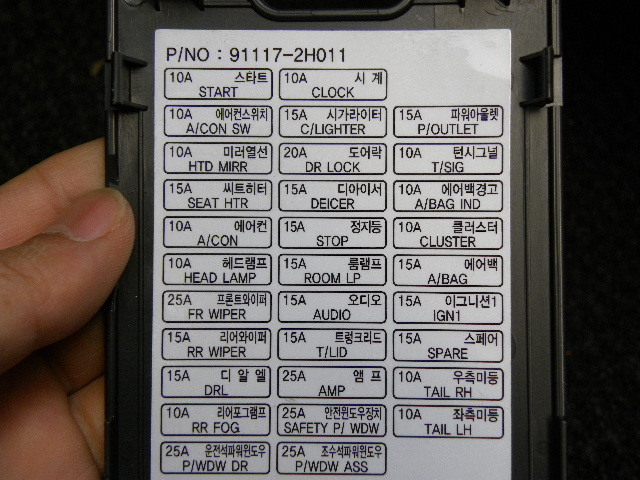 P/NO : 91117-2H011
10A 스타트 10A 시 계
START CLOCK
10A 에어컨스위치 15A 시가라이터 15A 파워아울렛
A/CON SW C/LIGHTER P/OUTLET
10A 미러열선 20A 도어락 10A 턴시그널
HTD MIRR DR LOCK T/SIG
15A 씨트히터 15A 디아이서 10A 에어백경고
SEAT HTR DEICER A/BAG IND
10A 에어컨 15A 정지등 10A 클러스터
A/CON STOP CLUSTER
10A 헤드램프 15A 룸램프 15A 에어백
HEAD LAMP ROOM LP A/BAG
25A 프론트와이퍼 15A 오디오 15A 이그니션1
FR WIPER AUDIO IGN1
15A 리어와이퍼 15A 트렁크리드 15A 스페어
RR WIPER T/LID SPARE
15A 디 알 엘 25A 앰 프 10A 우측미등
DRL AMP TAIL RH
10A 리어포그램프 25A 안전윈도우장치 10A 좌측미등
RR FOG SAFETY P/ WDW TAIL LH
25A 운전석파워윈도우 25A 조수석파워윈도우
P/WDW DR P/WDW ASS